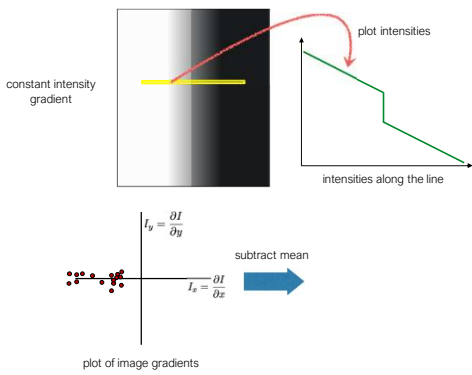 plot intensities
constant intensity
gradient
intensities along the line
I_y = ∂I/∂y
subtract mean
I_x = ∂I/∂x
plot of image gradients